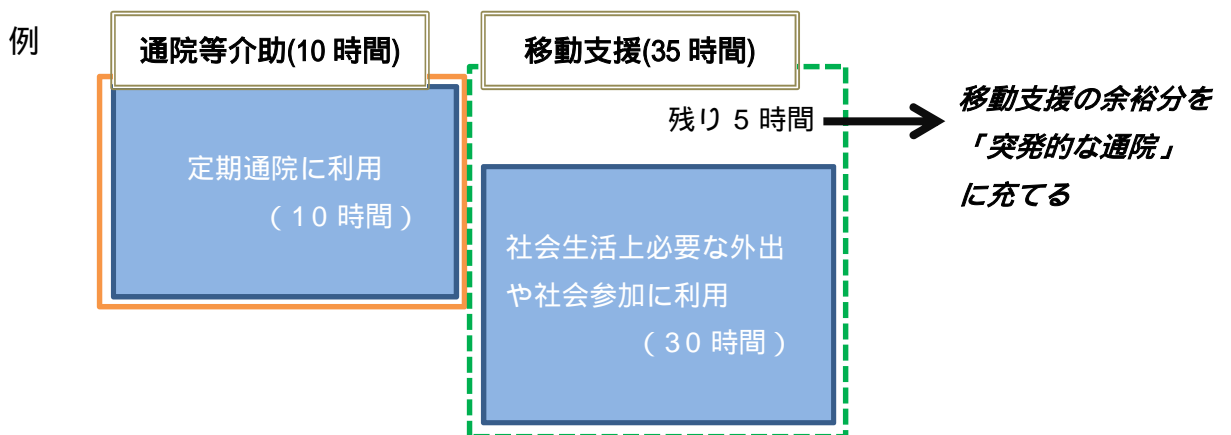 例
通院等介助(10 時間)
移動支援(35 時間)
残り 5 時間
移動支援の余裕分を
「突発的な通院」
に充てる
定期通院に利用
（10 時間）
社会生活上必要な外出
や社会参加に利用
（30 時間）